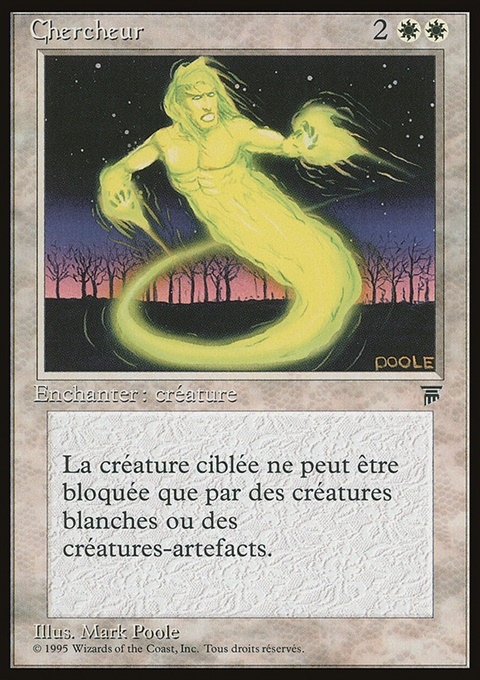 Chercheur 2
POOLE
Enchanter : créature
La créature ciblée ne peut être
bloquée que par des créatures
blanches ou des
créatures-artefacts.
Illus. Mark Poole
© 1995 Wizards of the Coast, Inc. Tous droits réservés.